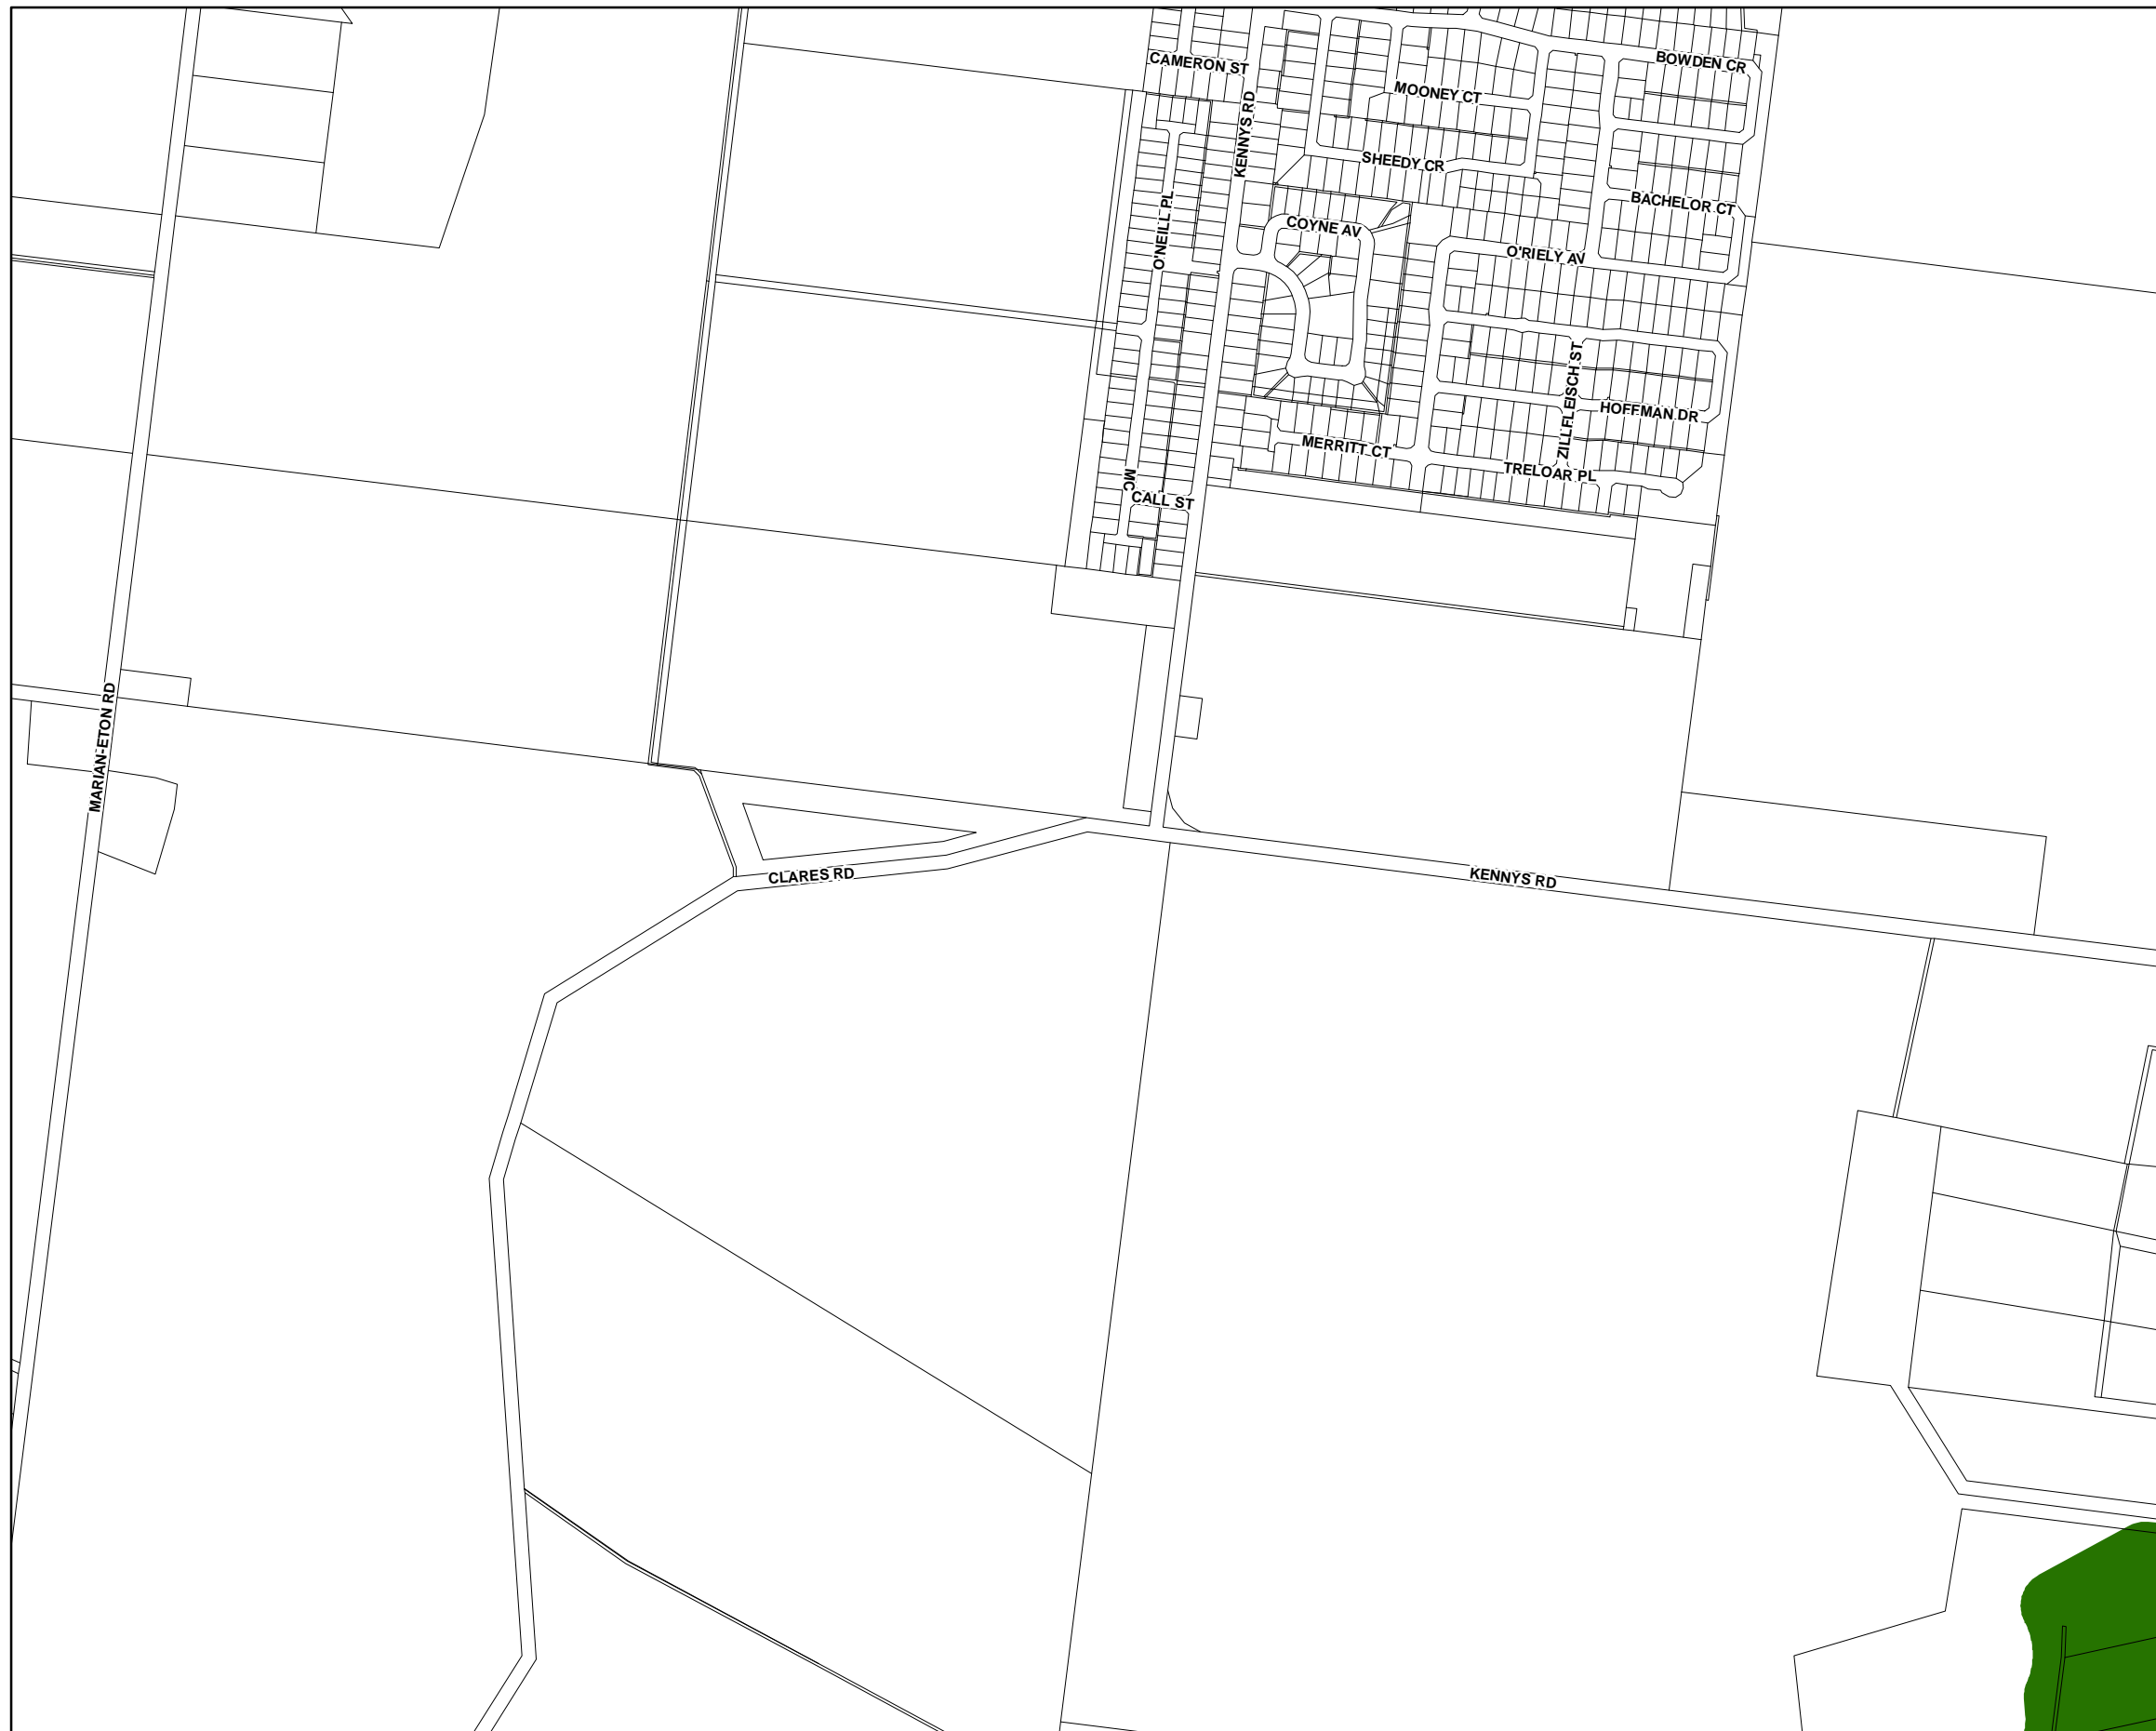 BOWDEN CR
CAMERON ST
MOONEY CT
KENNYS RD
SHEEDY CR
BACHELOR CT
O'NEILL PL
COYNE AV
O'RIELY AV
ZILLFLEISCH ST
HOFFMAN DR
MERRITT CT
TRELOAR PL
MC
CALL ST
MARIAN-ETON RD
CLARES RD
KENNYS RD